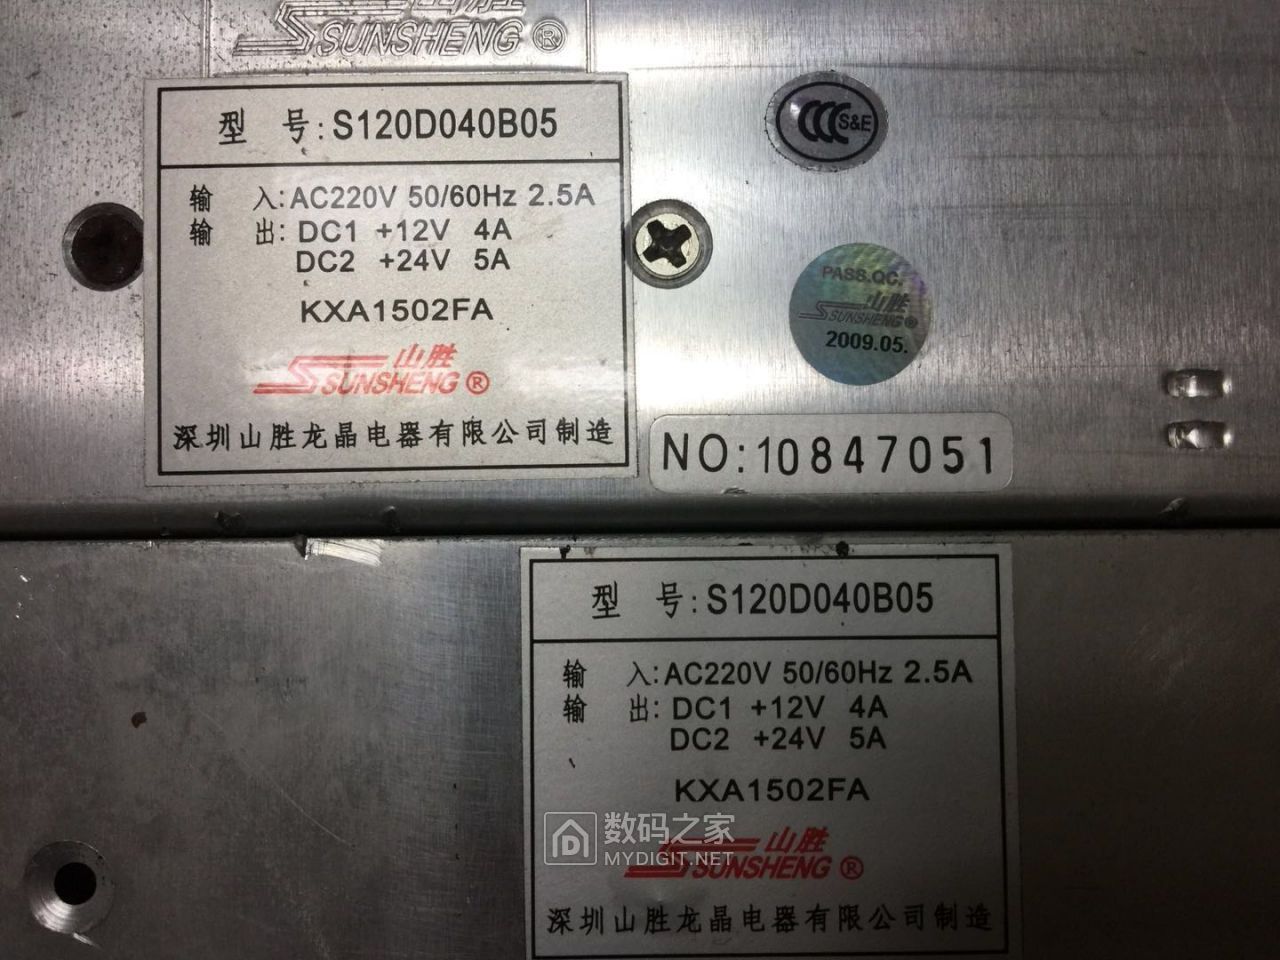 山胜
SUNSHENG®
型 号: S120D040B05
输 入: AC220V 50/60Hz 2.5A
输 出: DC1 +12V 4A
DC2 +24V 5A
KXA1502FA
山胜
SUNSHENG®
深圳山胜龙晶电器有限公司制造
CCC S&E
PASS.QC.
山胜
SUNSHENG®
2009.05.
NO: 10847051
型 号: S120D040B05
输 入: AC220V 50/60Hz 2.5A
输 出: DC1 +12V 4A
DC2 +24V 5A
KXA1502FA
数码之家
MYDIGIT.NET
山胜
SUNSHENG®
深圳山胜龙晶电器有限公司制造